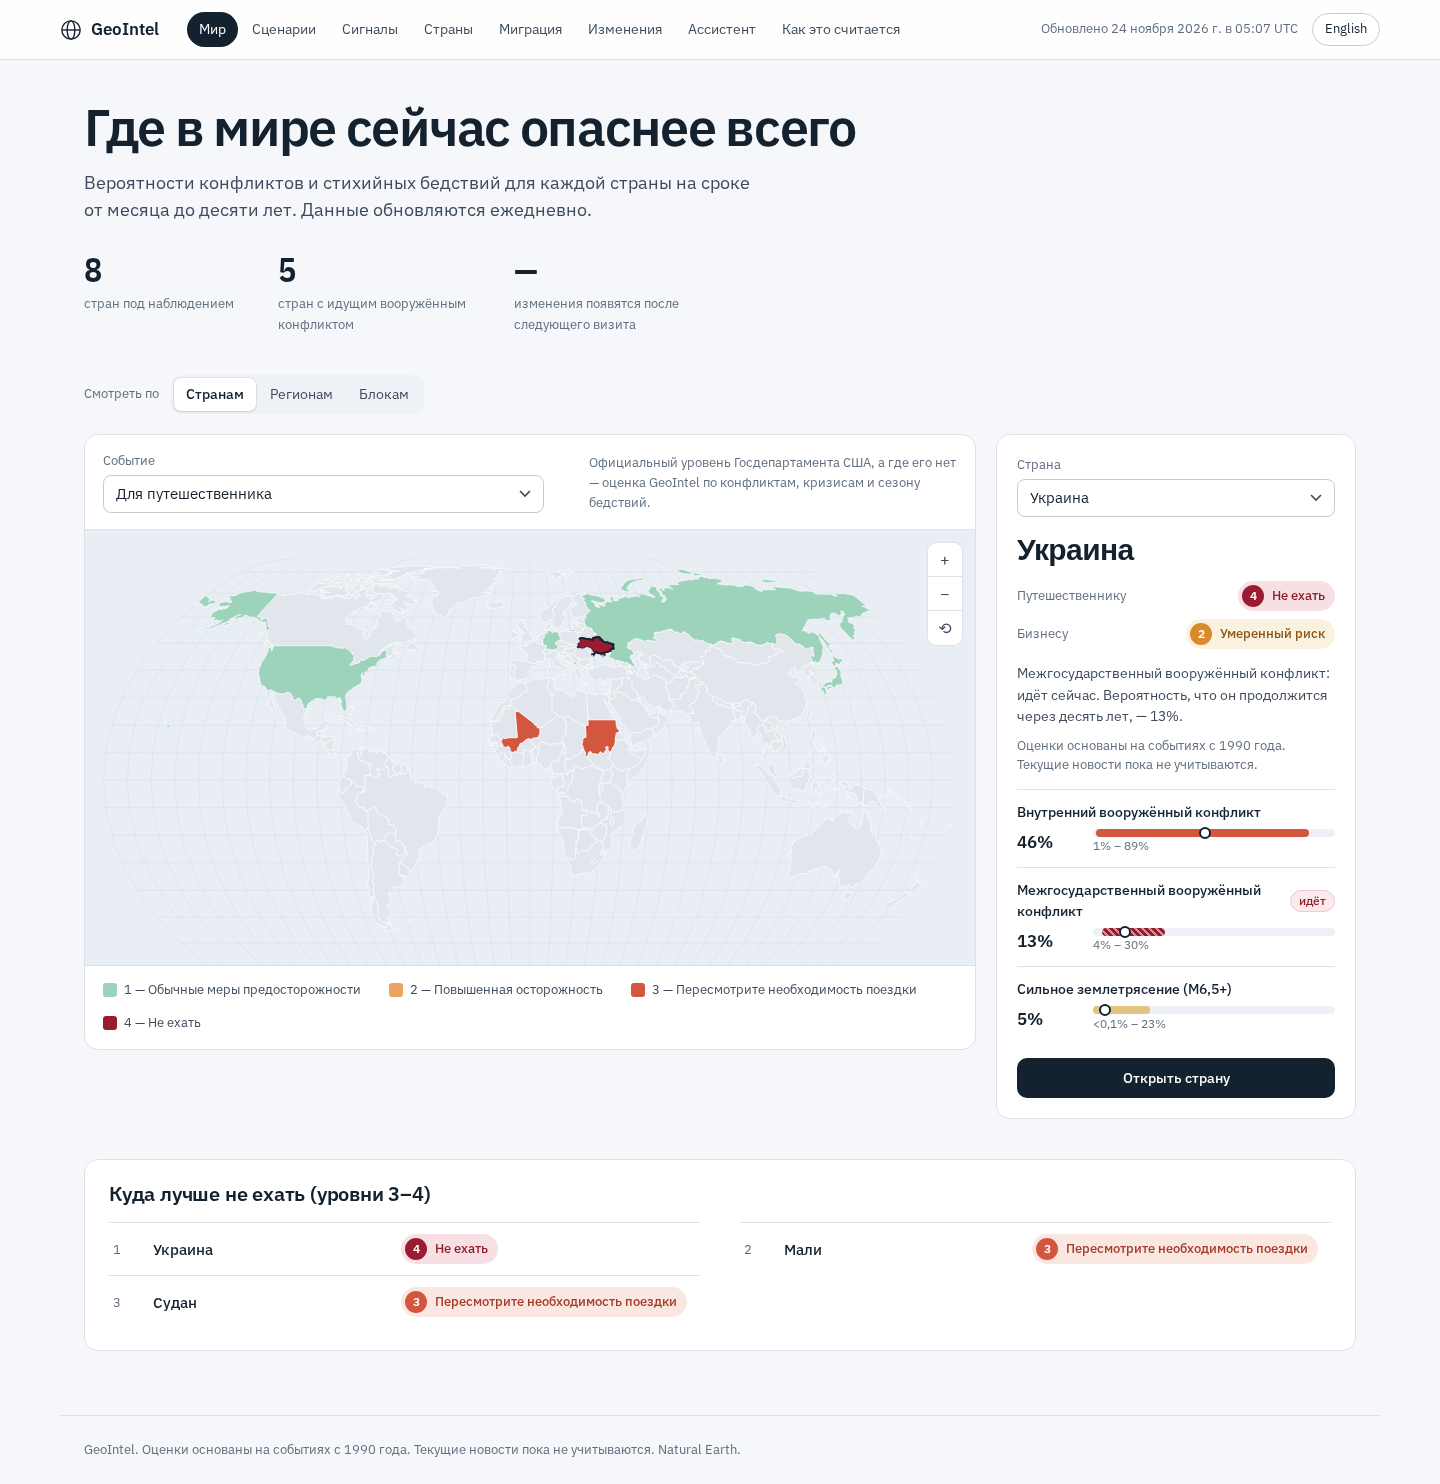 GeoIntel
Мир
Сценарии
Сигналы
Страны
Миграция
Изменения
Ассистент
Как это считается
Обновлено 24 ноября 2026 г. в 05:07 UTC
English
Где в мире сейчас опаснее всего
Вероятности конфликтов и стихийных бедствий для каждой страны на сроке
от месяца до десяти лет. Данные обновляются ежедневно.
8
стран под наблюдением
5
стран с идущим вооружённым
конфликтом
—
изменения появятся после
следующего визита
Смотреть по
Странам
Регионам
Блокам
Событие
Для путешественника
Официальный уровень Госдепартамента США, а где его нет
— оценка GeoIntel по конфликтам, кризисам и сезону
бедствий.
+
−
⟲
1 — Обычные меры предосторожности
2 — Повышенная осторожность
3 — Пересмотрите необходимость поездки
4 — Не ехать
Страна
Украина
Украина
Путешественнику
4 Не ехать
Бизнесу
2 Умеренный риск
Межгосударственный вооружённый конфликт:
идёт сейчас. Вероятность, что он продолжится
через десять лет, — 13%.
Оценки основаны на событиях с 1990 года.
Текущие новости пока не учитываются.
Внутренний вооружённый конфликт
46%
1% – 89%
Межгосударственный вооружённый
конфликт
идёт
13%
4% – 30%
Сильное землетрясение (M6,5+)
5%
<0,1% – 23%
Открыть страну
Куда лучше не ехать (уровни 3–4)
1 Украина 4 Не ехать
2 Мали 3 Пересмотрите необходимость поездки
3 Судан 3 Пересмотрите необходимость поездки
GeoIntel. Оценки основаны на событиях с 1990 года. Текущие новости пока не учитываются. Natural Earth.